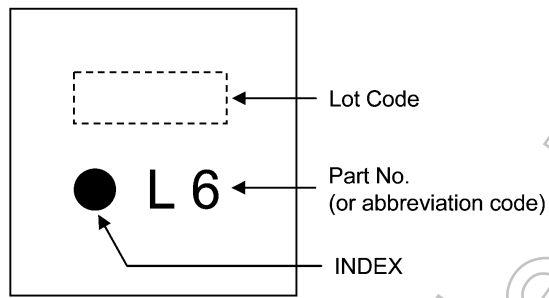 Lot Code
L 6
Part No.
(or abbreviation code)
INDEX